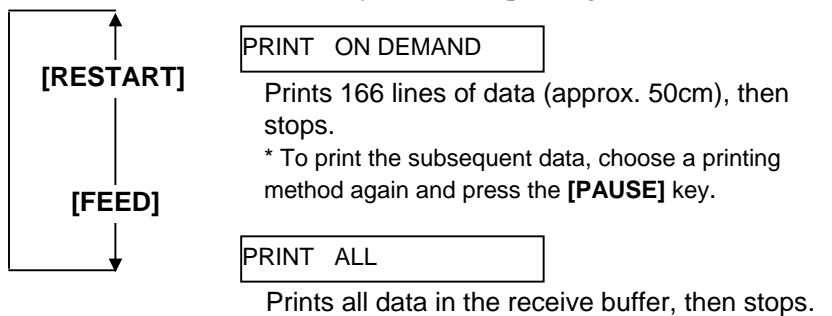 [RESTART]
[FEED]
PRINT ON DEMAND
Prints 166 lines of data (approx. 50cm), then
stops.
* To print the subsequent data, choose a printing
method again and press the [PAUSE] key.
PRINT ALL
Prints all data in the receive buffer, then stops.